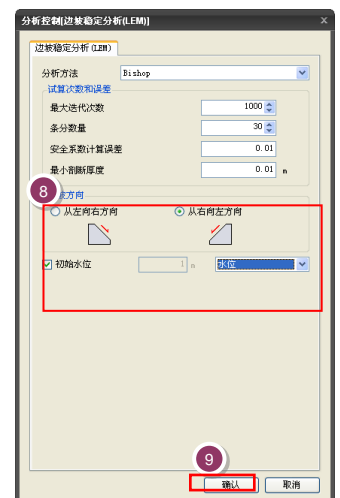 分析控制[边坡稳定分析(LEM)] x
边坡稳定分析(LEM)
分析方法 Bishop
试算次数和误差
最大迭代次数 1000
条分数量 30
安全系数计算误差 0.01
最小剖断厚度 0.01 m
8
坡方向
从左向右方向 从右向左方向
初始水位 1 m 水位
9
确认 取消